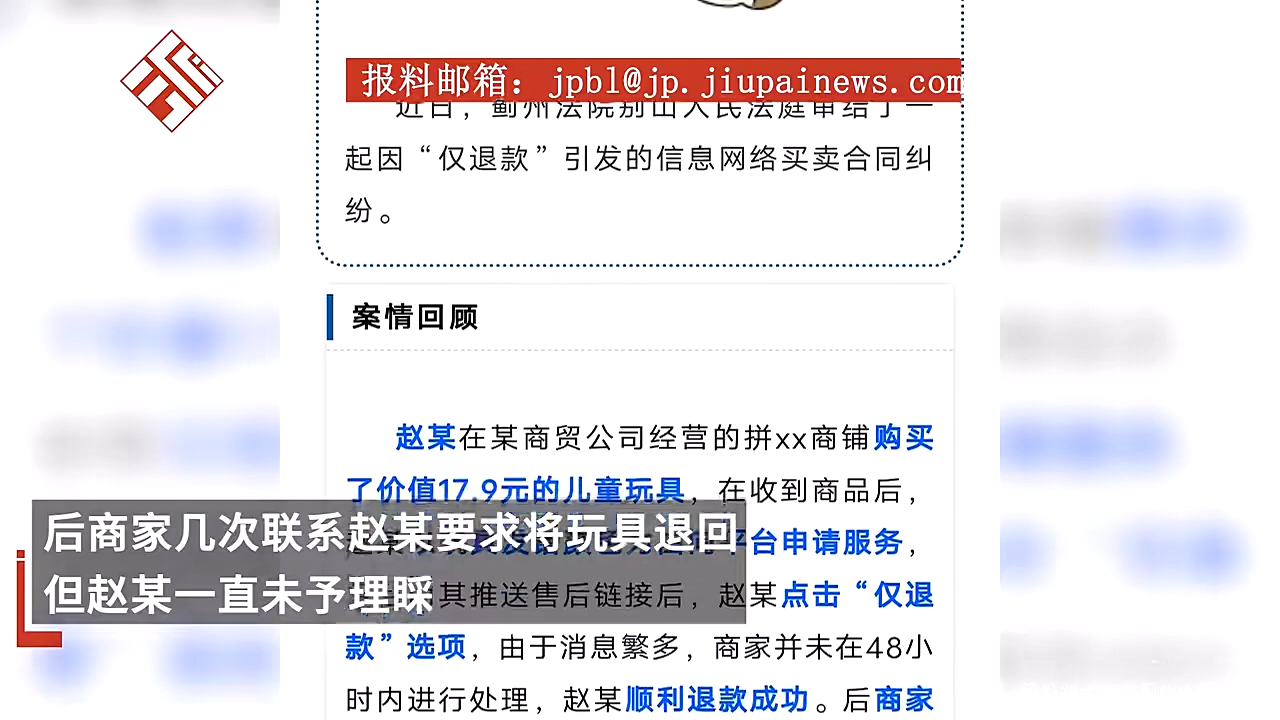 报料邮箱：jpbl@jp.jiupainews.com
近日，蓟州法院别山人民法庭审结了一
起因“仅退款”引发的信息网络买卖合同纠
纷。
案情回顾
赵某在某商贸公司经营的拼xx商铺购买
了价值17.9元的儿童玩具，在收到商品后，
台申请服务，
其推送售后链接后，赵某点击“仅退
款”选项，由于消息繁多，商家并未在48小
时内进行处理，赵某顺利退款成功。后商家
后商家几次联系赵某要求将玩具退回
但赵某一直未予理睬